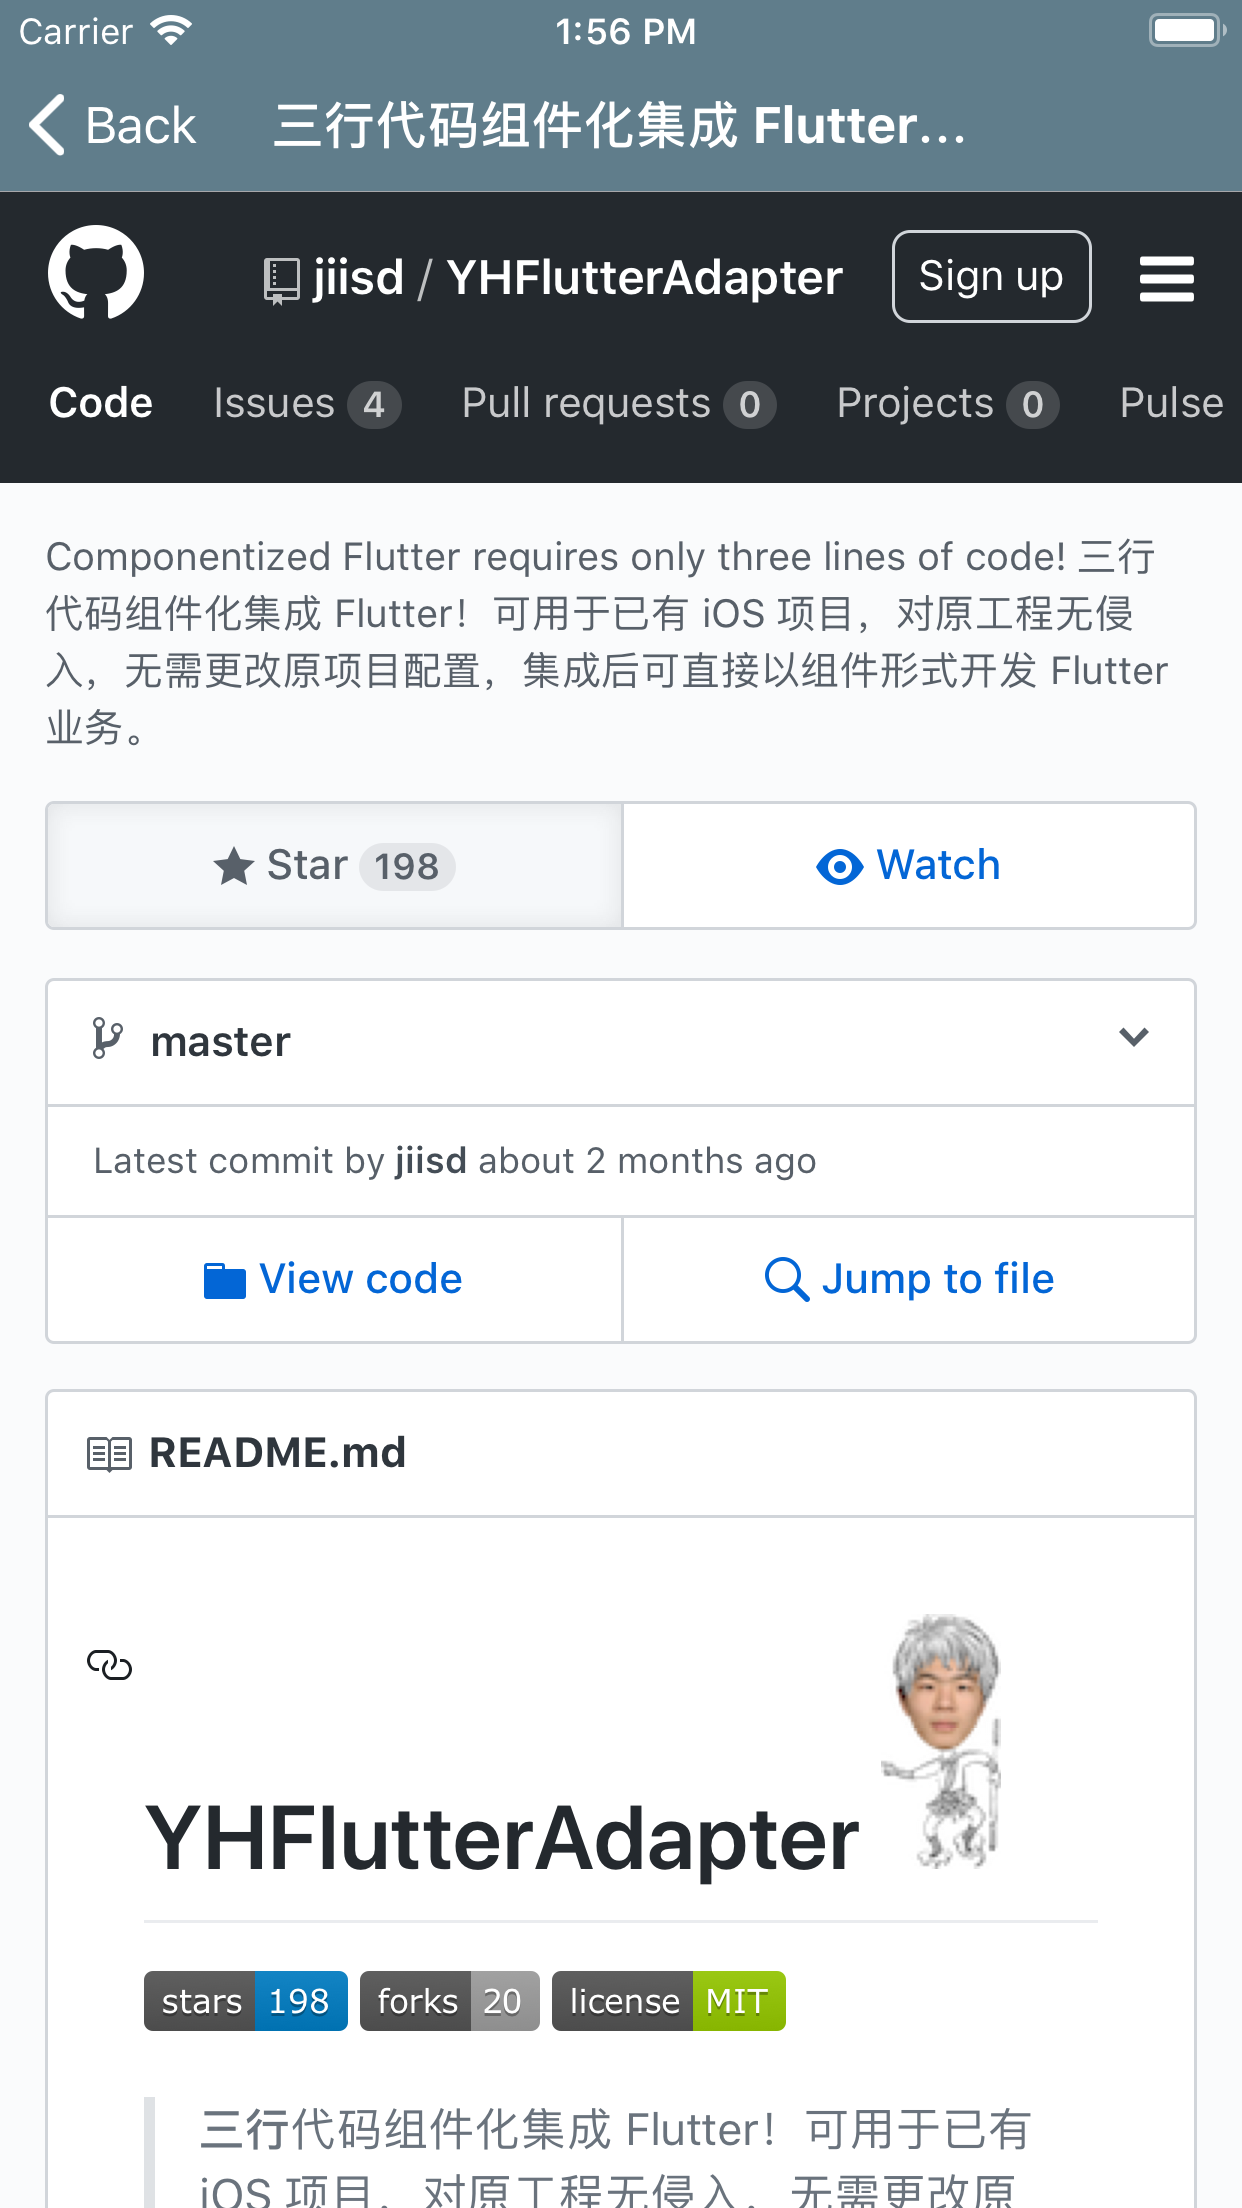 Carrier 1:56 PM
Back 三行代码组件化集成 Flutter...
jiisd / YHFlutterAdapter Sign up
Code Issues 4 Pull requests 0 Projects 0 Pulse
Componentized Flutter requires only three lines of code! 三行
代码组件化集成 Flutter！可用于已有 iOS 项目，对原工程无侵
入，无需更改原项目配置，集成后可直接以组件形式开发 Flutter
业务。
Star 198 Watch
master
Latest commit by jiisd about 2 months ago
View code Jump to file
README.md
YHFlutterAdapter
stars 198 forks 20 license MIT
三行代码组件化集成 Flutter！可用于已有
iOS 项目，对原工程无侵入，无需更改原